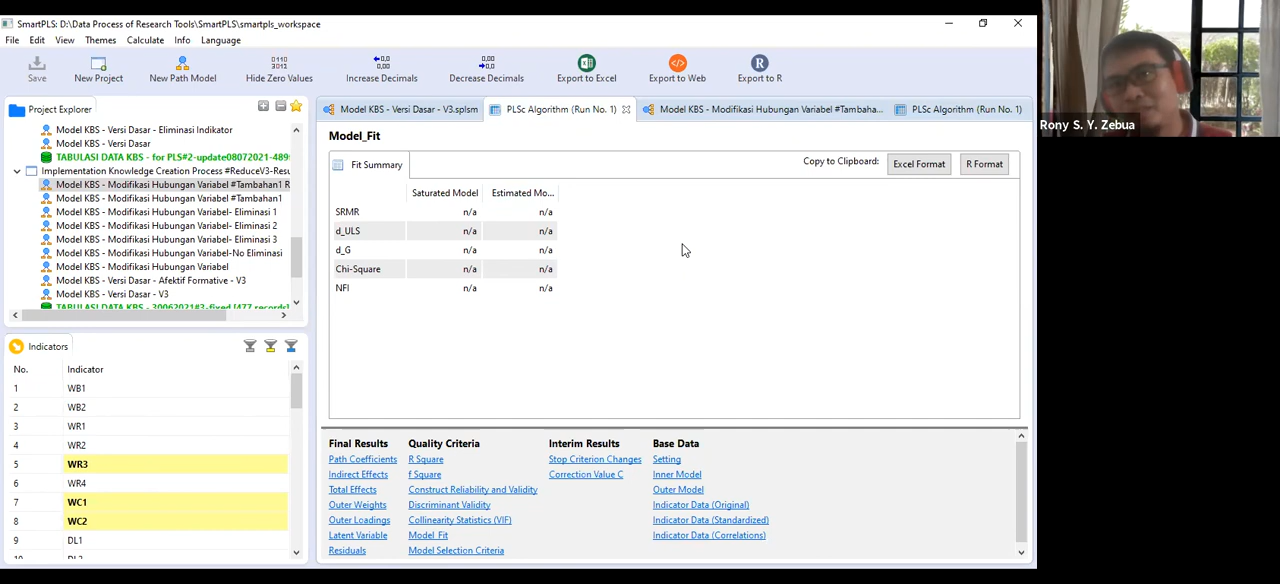 SmartPLS: D:\Data Process of Research Tools\SmartPLS\smartpls_workspace
File Edit View Themes Calculate Info Language
Save New Project New Path Model Hide Zero Values Increase Decimals Decrease Decimals Export to Excel Export to Web Export to R
Project Explorer
Model KBS - Versi Dasar - Eliminasi Indikator
Model KBS - Versi Dasar
TABULASI DATA KBS - for PLS#2-update08072021-489
Implementation Knowledge Creation Process #ReduceV3-Resu
Model KBS - Modifikasi Hubungan Variabel #Tambahan1 R
Model KBS - Modifikasi Hubungan Variabel #Tambahan1
Model KBS - Modifikasi Hubungan Variabel- Eliminasi 1
Model KBS - Modifikasi Hubungan Variabel- Eliminasi 2
Model KBS - Modifikasi Hubungan Variabel- Eliminasi 3
Model KBS - Modifikasi Hubungan Variabel-No Eliminasi
Model KBS - Modifikasi Hubungan Variabel
Model KBS - Versi Dasar - Afektif Formative - V3
Model KBS - Versi Dasar - V3
TABULASI DATA KBS - 30062021#3-fixed [477 records]
Indicators
No. Indicator
1 WB1
2 WB2
3 WR1
4 WR2
5 WR3
6 WR4
7 WC1
8 WC2
9 DL1
10 DL2
Model KBS - Versi Dasar - V3.splsm PLSc Algorithm (Run No. 1) Model KBS - Modifikasi Hubungan Variabel #Tambaha... PLSc Algorithm (Run No. 1)
Model_Fit
Fit Summary Copy to Clipboard: Excel Format R Format
Saturated Model Estimated Mo...
SRMR n/a n/a
d_ULS n/a n/a
d_G n/a n/a
Chi-Square n/a n/a
NFI n/a n/a
Final Results Quality Criteria Interim Results Base Data
Path Coefficients R Square Stop Criterion Changes Setting
Indirect Effects f Square Correction Value C Inner Model
Total Effects Construct Reliability and Validity Outer Model
Outer Weights Discriminant Validity Indicator Data (Original)
Outer Loadings Collinearity Statistics (VIF) Indicator Data (Standardized)
Latent Variable Model_Fit Indicator Data (Correlations)
Residuals Model Selection Criteria
Rony S. Y. Zebua